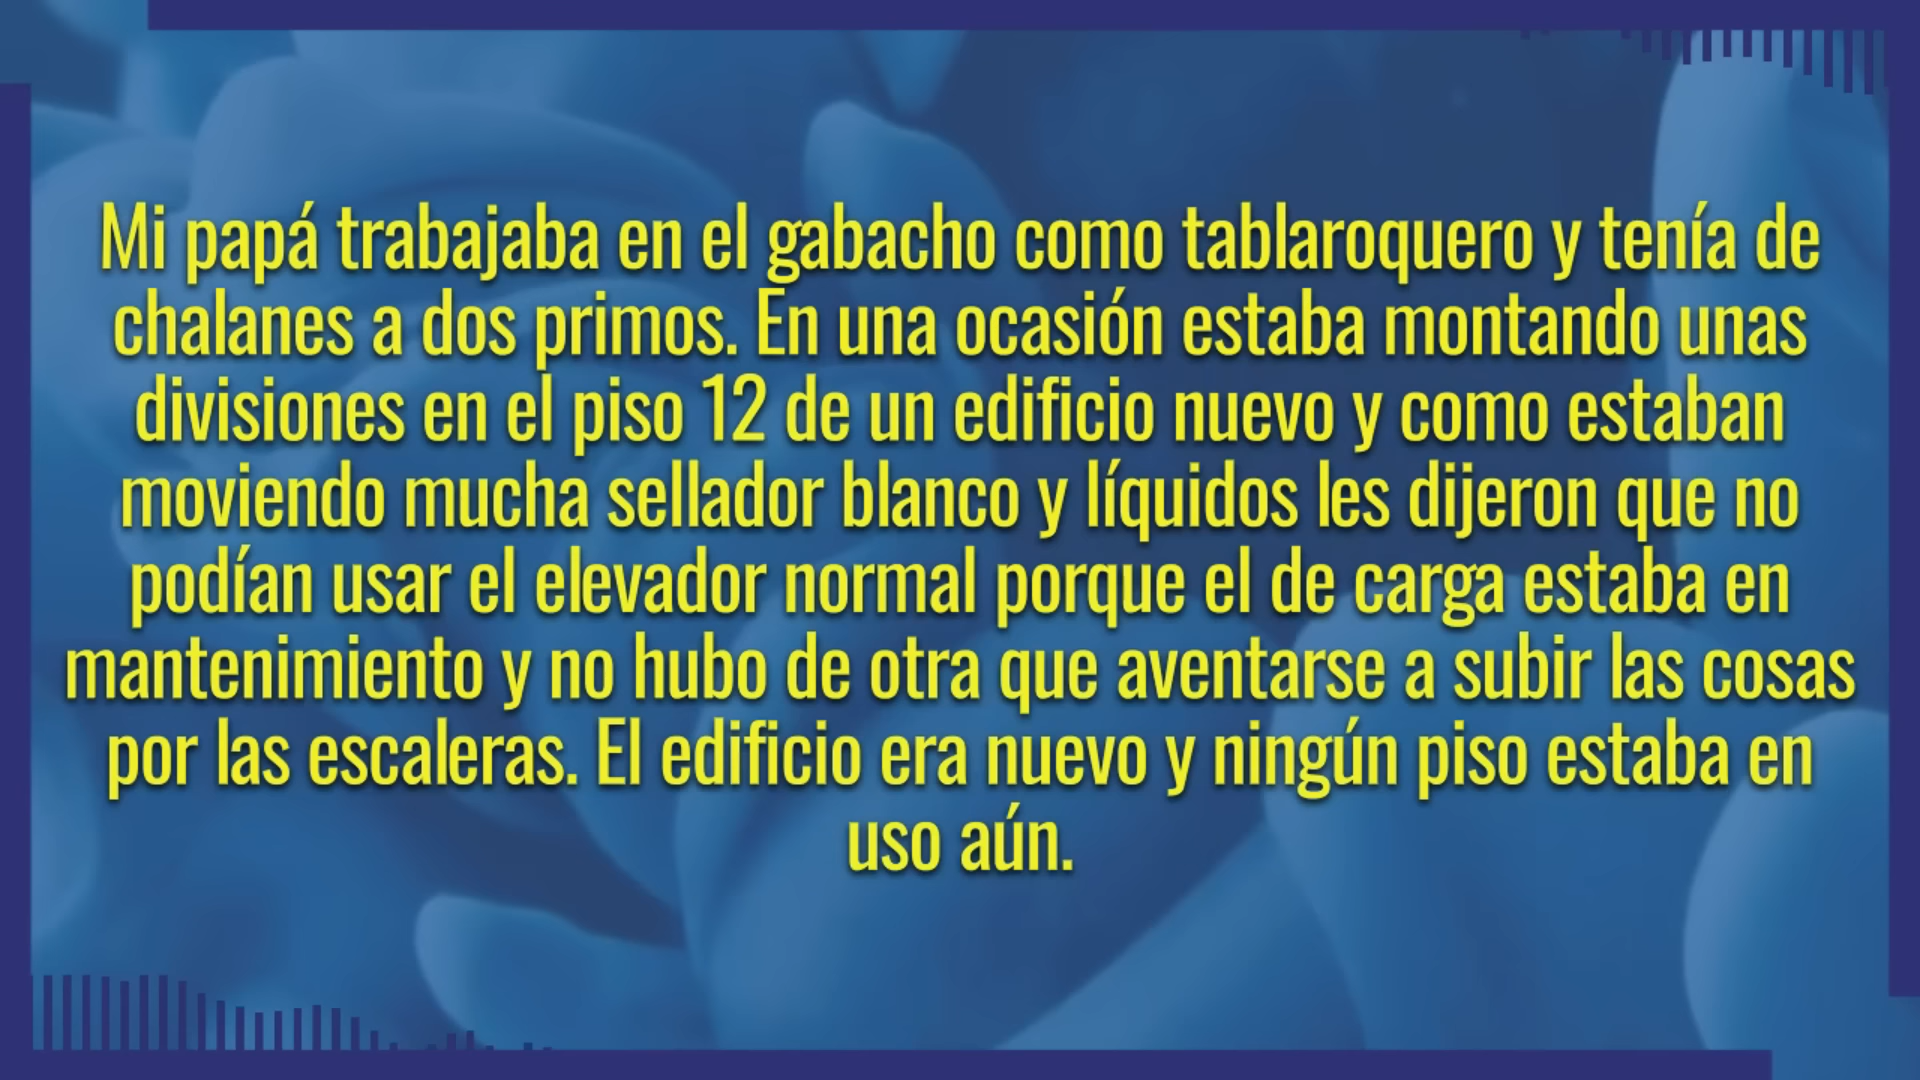 Mi papá trabajaba en el gabacho como tablaroquero y tenía de
chalanes a dos primos. En una ocasión estaba montando unas
divisiones en el piso 12 de un edificio nuevo y como estaban
moviendo mucha sellador blanco y líquidos les dijeron que no
podían usar el elevador normal porque el de carga estaba en
mantenimiento y no hubo de otra que aventarse a subir las cosas
por las escaleras. El edificio era nuevo y ningún piso estaba en
uso aún.